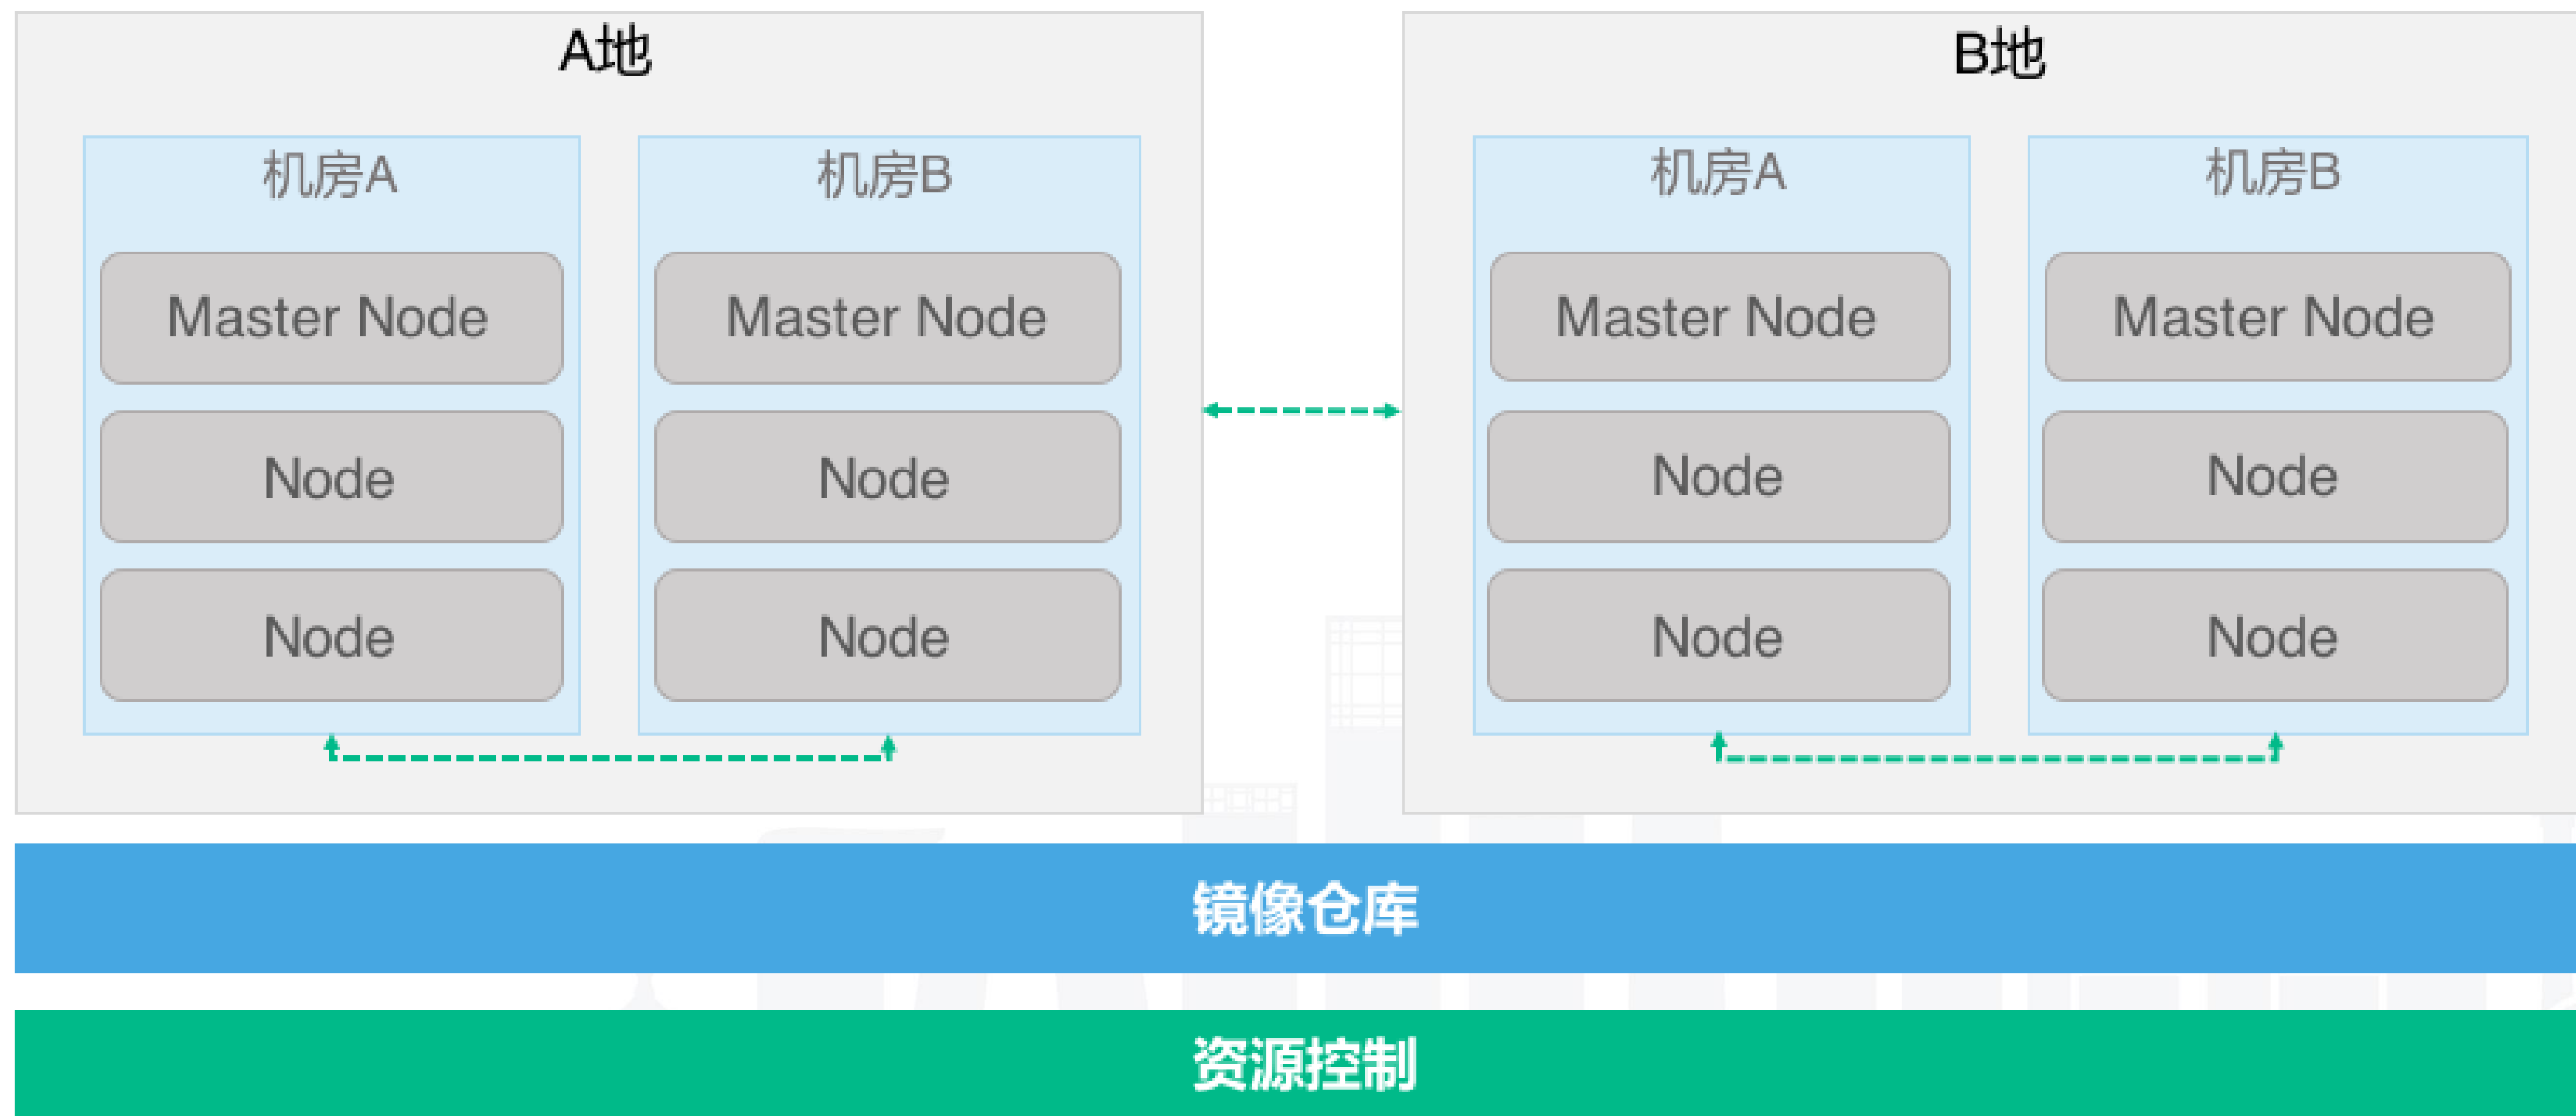 A地
机房A
Master Node
Node
Node
机房B
Master Node
Node
Node
B地
机房A
Master Node
Node
Node
机房B
Master Node
Node
Node
镜像仓库
资源控制